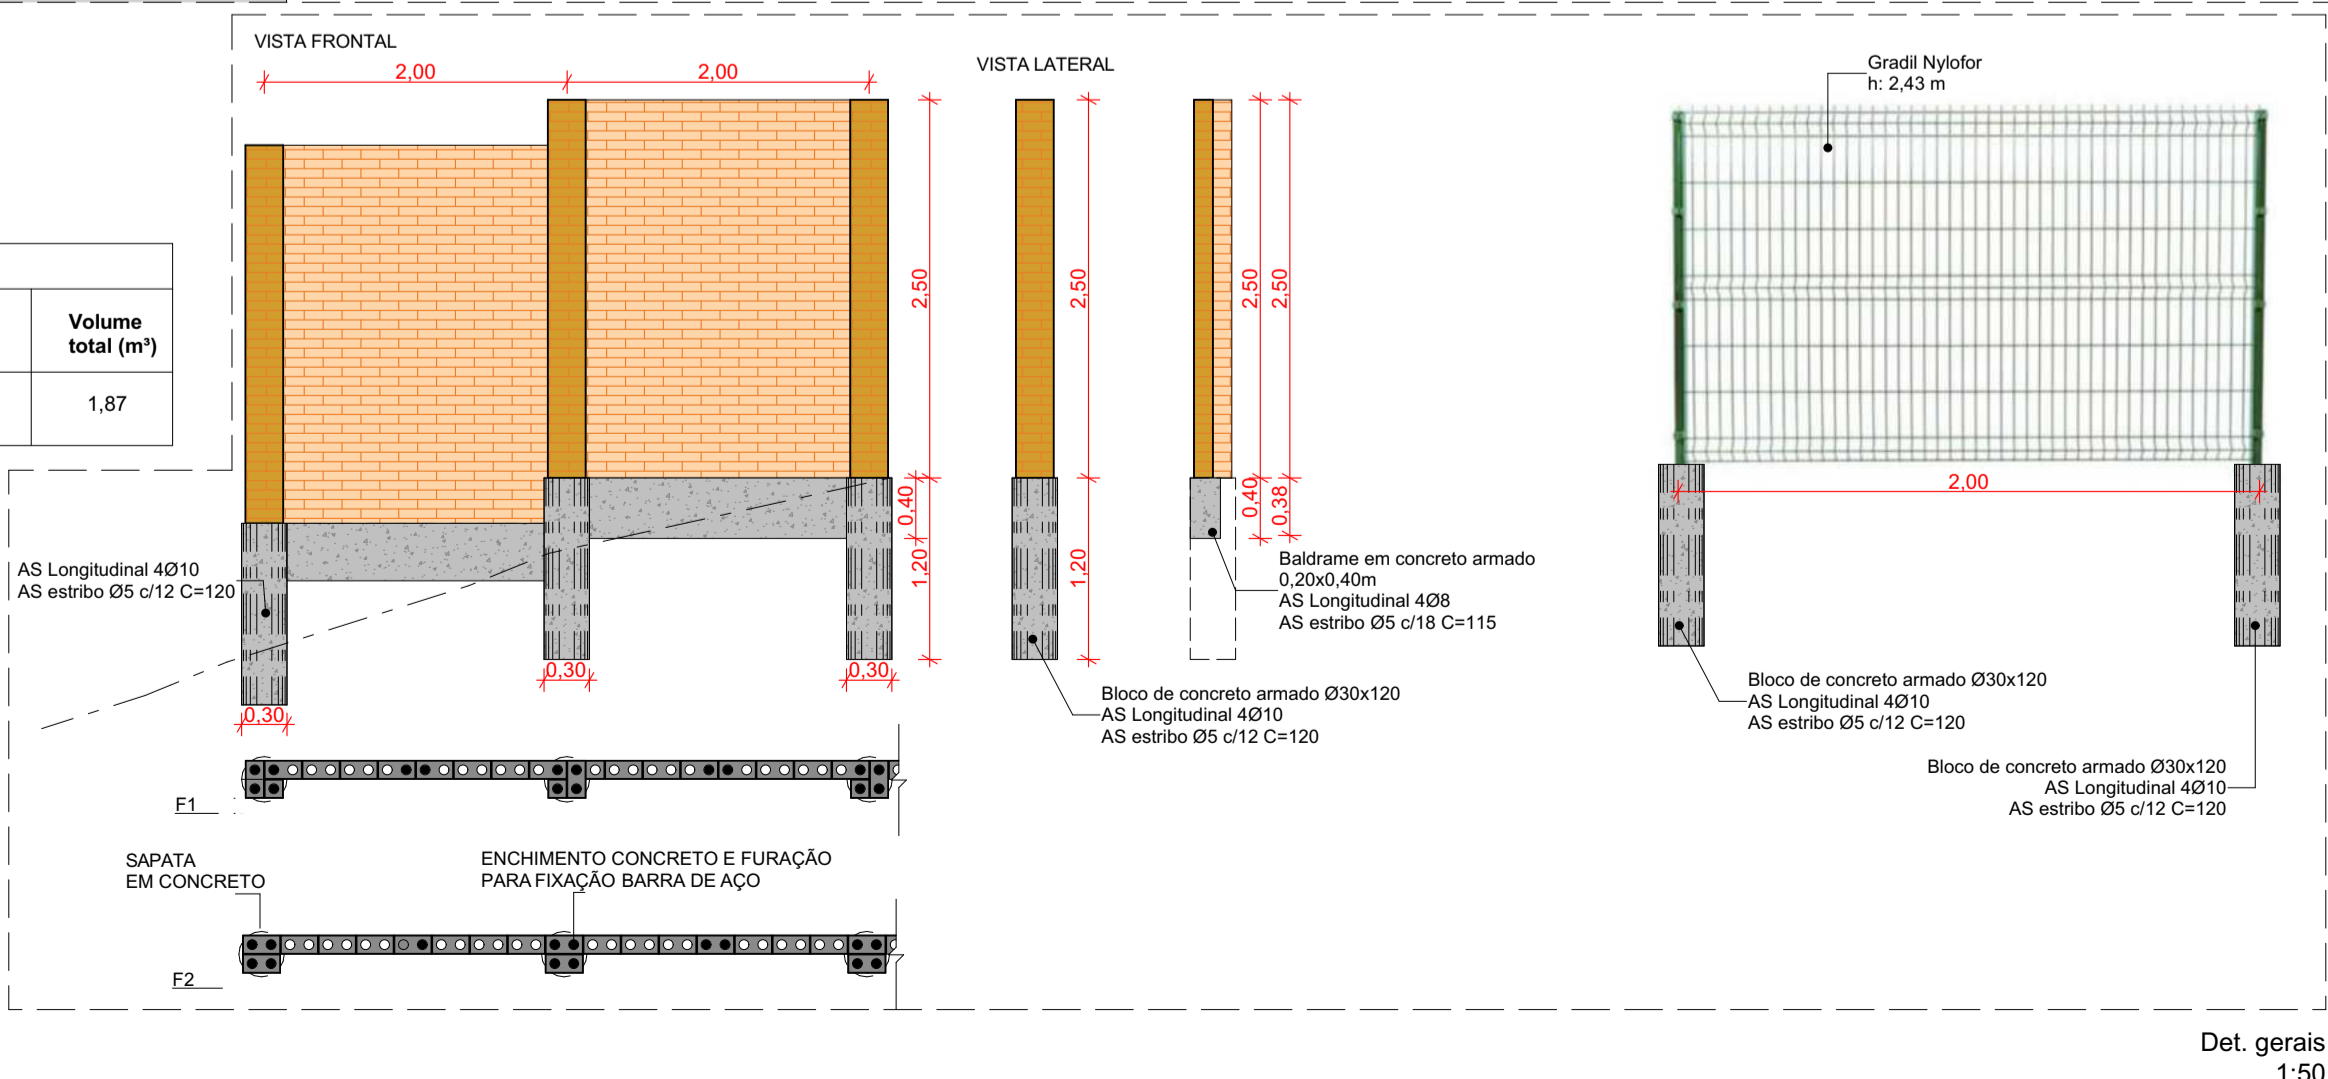 VISTA FRONTAL
2,00
2,00
VISTA LATERAL
Gradil Nylofor
h: 2,43 m
2,50
2,50
2,50
2,50
Volume
total (m³)
1,87
0,40
1,20
1,20
0,40
0,38
2,00
AS Longitudinal 4Ø10
AS estribo Ø5 c/12 C=120
Baldrame em concreto armado
0,20x0,40m
AS Longitudinal 4Ø8
AS estribo Ø5 c/18 C=115
0,30
0,30
0,30
Bloco de concreto armado Ø30x120
AS Longitudinal 4Ø10
AS estribo Ø5 c/12 C=120
Bloco de concreto armado Ø30x120
AS Longitudinal 4Ø10
AS estribo Ø5 c/12 C=120
Bloco de concreto armado Ø30x120
AS Longitudinal 4Ø10
AS estribo Ø5 c/12 C=120
F1
SAPATA
EM CONCRETO
ENCHIMENTO CONCRETO E FURAÇÃO
PARA FIXAÇÃO BARRA DE AÇO
F2
Det. gerais
1:50